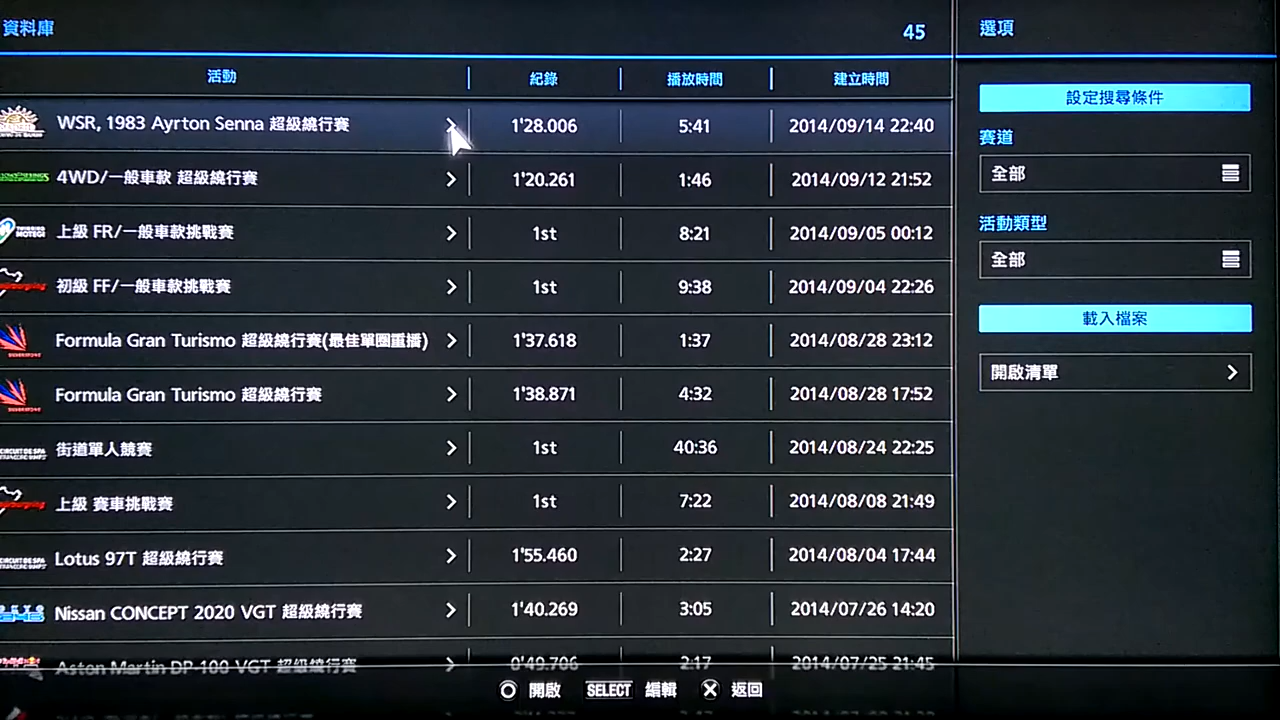 資料庫
45
選項
活動 紀錄 播放時間 建立時間
WSR, 1983 Ayrton Senna 超級繞行賽 1'28.006 5:41 2014/09/14 22:40
4WD/一般車款 超級繞行賽 1'20.261 1:46 2014/09/12 21:52
上級 FR/一般車款挑戰賽 1st 8:21 2014/09/05 00:12
初級 FF/一般車款挑戰賽 1st 9:38 2014/09/04 22:26
Formula Gran Turismo 超級繞行賽(最佳單圈重播) 1'37.618 1:37 2014/08/28 23:12
Formula Gran Turismo 超級繞行賽 1'38.871 4:32 2014/08/28 17:52
街道單人競賽 1st 40:36 2014/08/24 22:25
上級 賽車挑戰賽 1st 7:22 2014/08/08 21:49
Lotus 97T 超級繞行賽 1'55.460 2:27 2014/08/04 17:44
Nissan CONCEPT 2020 VGT 超級繞行賽 1'40.269 3:05 2014/07/26 14:20
Aston Martin DP-100 VGT 超級繞行賽 0'49.706 2:17 2014/07/25 21:45
設定搜尋條件
賽道
全部
活動類型
全部
載入檔案
開啟清單
開啟 SELECT 編輯 返回